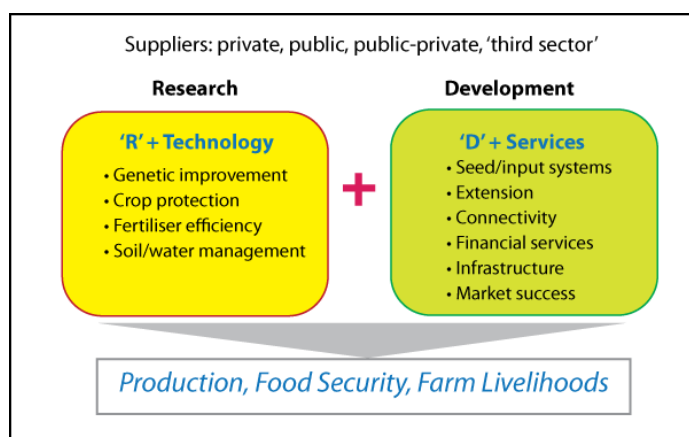 Suppliers: private, public, public-private, ‘third sector’
Research
Development
‘R’ + Technology
• Genetic improvement
• Crop protection
• Fertiliser efficiency
• Soil/water management
+
‘D’ + Services
• Seed/input systems
• Extension
• Connectivity
• Financial services
• Infrastructure
• Market success
Production, Food Security, Farm Livelihoods